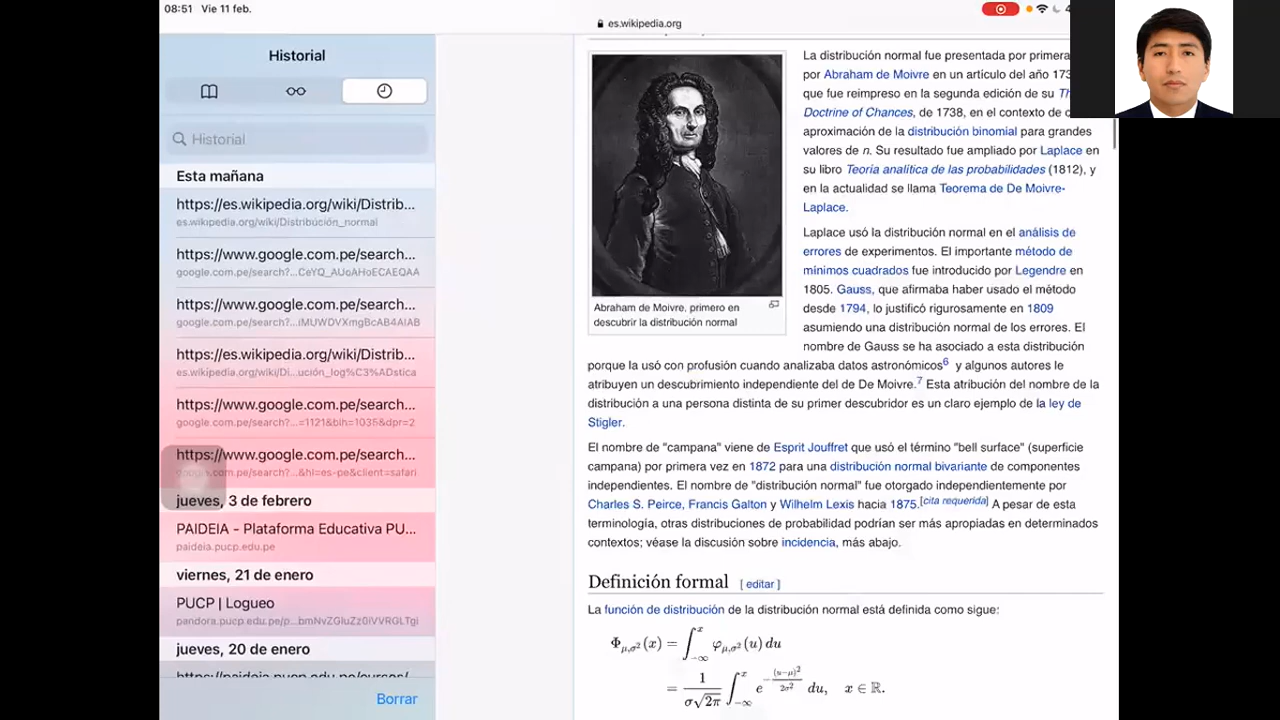 08:51 Vie 11 feb.
es.wikipedia.org
Historial
Historial
Esta mañana
https://es.wikipedia.org/wiki/Distrib...
es.wikipedia.org/wiki/Distribución_normal
https://www.google.com.pe/search...
google.com.pe/search?...CeYQ_AUoAHoECAEQAA
https://www.google.com.pe/search...
google.com.pe/search?...iMUWDVXmgBcAB4AIAB
https://es.wikipedia.org/wiki/Distrib...
es.wikipedia.org/wiki/Di...ución_log%C3%ADstica
https://www.google.com.pe/search...
google.com.pe/search?...=1121&bih=1035&dpr=2
https://www.google.com.pe/search...
google.com.pe/search?...&hl=es-pe&client=safari
jueves, 3 de febrero
PAIDEIA - Plataforma Educativa PU...
paideia.pucp.edu.pe
viernes, 21 de enero
PUCP | Logueo
pandora.pucp.edu.pe/p...bmNvZGluZz0iVVRGLTgi
jueves, 20 de enero
https://paideia.pucp.edu.pe/cursos/
Borrar
Abraham de Moivre, primero en
descubrir la distribución normal
La distribución normal fue presentada por primera
por Abraham de Moivre en un artículo del año
que fue reimpreso en la segunda edición de su
Doctrine of Chances, de 1738, en el contexto de
aproximación de la distribución binomial para grandes
valores de n. Su resultado fue ampliado por Laplace en
su libro Teoría analítica de las probabilidades (1812), y
en la actualidad se llama Teorema de De Moivre-
Laplace.
Laplace usó la distribución normal en el análisis de
errores de experimentos. El importante método de
mínimos cuadrados fue introducido por Legendre en
1805. Gauss, que afirmaba haber usado el método
desde 1794, lo justificó rigurosamente en 1809
asumiendo una distribución normal de los errores. El
nombre de Gauss se ha asociado a esta distribución
porque la usó con profusión cuando analizaba datos astronómicos6 y algunos autores le
atribuyen un descubrimiento independiente del de De Moivre.7 Esta atribución del nombre de la
distribución a una persona distinta de su primer descubridor es un claro ejemplo de la ley de
Stigler.
El nombre de "campana" viene de Esprit Jouffret que usó el término "bell surface" (superficie
campana) por primera vez en 1872 para una distribución normal bivariante de componentes
independientes. El nombre de "distribución normal" fue otorgado independientemente por
Charles S. Peirce, Francis Galton y Wilhelm Lexis hacia 1875.[cita requerida] A pesar de esta
terminología, otras distribuciones de probabilidad podrían ser más apropiadas en determinados
contextos; véase la discusión sobre incidencia, más abajo.
Definición formal [ editar ]
La función de distribución de la distribución normal está definida como sigue:
Φμ,σ²(x) = ∫₋∞ˣ φμ,σ²(u) du
= 1/(σ√2π) ∫₋∞ˣ e^(−(u−μ)²/2σ²) du, x ∈ ℝ.